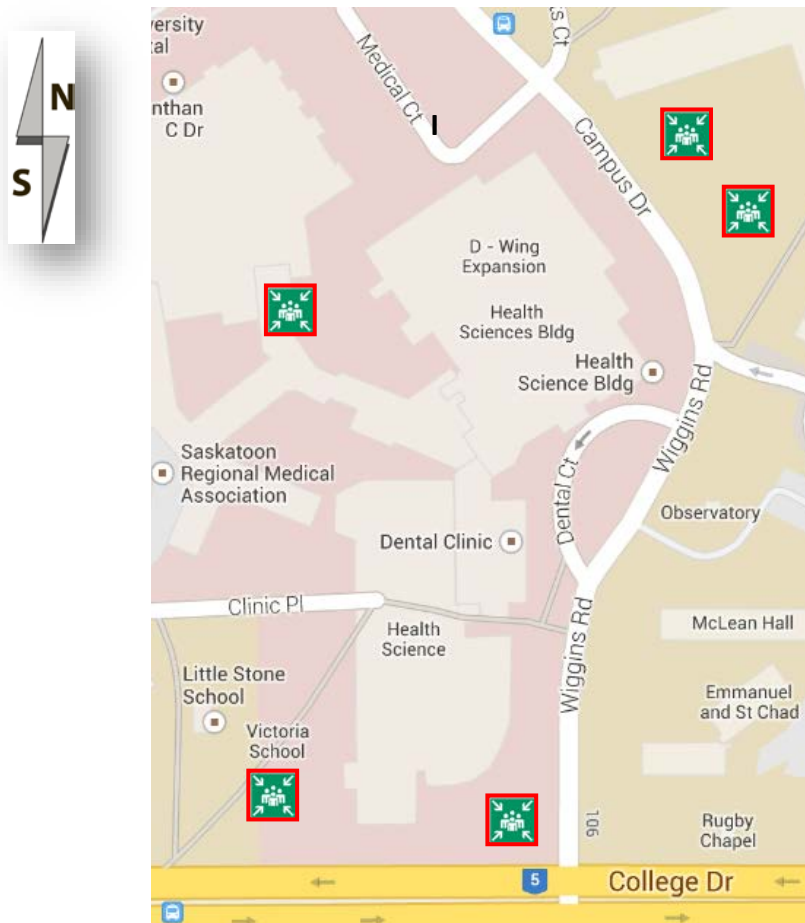 N
S
versity
al
nthan
C Dr
Medical Ct
I
s Ct
Campus Dr
D - Wing
Expansion
Health
Sciences Bldg
Health
Science Bldg
Wiggins Rd
Saskatoon
Regional Medical
Association
Dental Ct
Observatory
Dental Clinic
Clinic Pl
Health
Science
Wiggins Rd
McLean Hall
Little Stone
School
Emmanuel
and St Chad
Victoria
School
106
Rugby
Chapel
5
College Dr